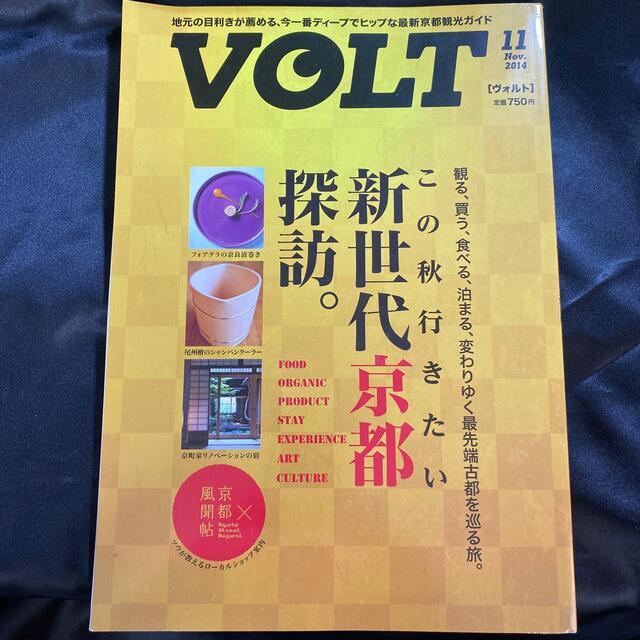 地元の目利きが薦める、今一番ディープでヒップな最新京都観光ガイド
VOLT
11
Nov.
2014
[ヴォルト]
定価750円
観る、買う、食べる、泊まる、変わりゆく最先端古都を巡る旅。
この秋行きたい
新世代京都
探訪。
フォアグラの奈良漬巻き
尾州檜のシャンパンクーラー
京町家リノベーションの宿
FOOD
ORGANIC
PRODUCT
STAY
EXPERIENCE
ART
CULTURE
京都×
風聞帖
Kyoto
Street
Report
ツウが教えるローカルショップ案内